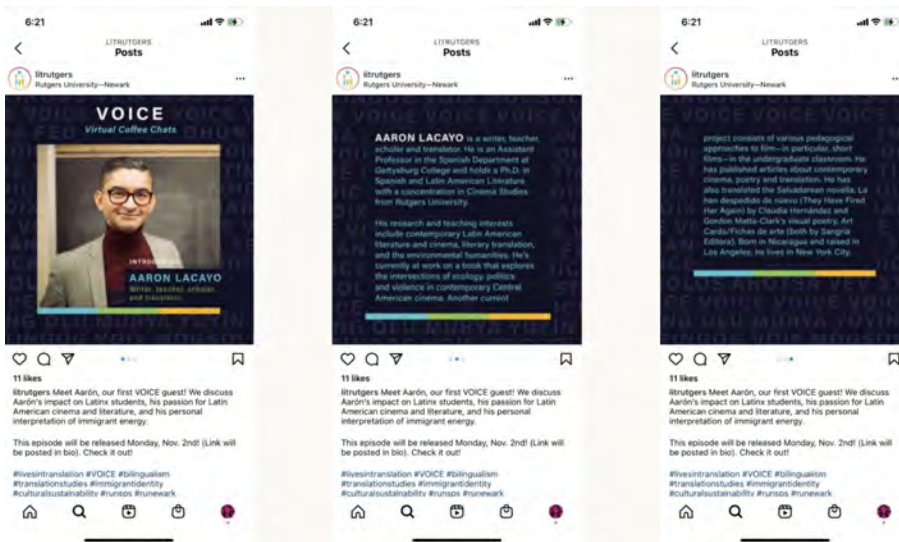 6:21
LITRUTGERS
Posts
litrutgers
Rutgers University—Newark
VOICE
Virtual Coffee Chats
AARON LACAYO
Writer, teacher, scholar,
and translator.
11 likes
litrutgers Meet Aarón, our first VOICE guest! We discuss
Aarón's impact on Latinx students, his passion for Latin
American cinema and literature, and his personal
interpretation of immigrant energy.
This episode will be released Monday, Nov. 2nd! (Link will
be posted in bio). Check it out!
#livesintranslation #VOICE #bilingualism
#translationstudies #immigrantidentity
#culturalsustainability #runsps #runewark
6:21
LITRUTGERS
Posts
litrutgers
Rutgers University—Newark
AARON LACAYO is a writer, teacher,
scholar and translator. He is an Assistant
Professor in the Spanish Department at
Gettysburg College and holds a Ph.D. in
Spanish and Latin American Literature
with a concentration in Cinema Studies
from Rutgers University.
His research and teaching interests
include contemporary Latin American
literature and cinema, literary translation,
and the environmental humanities. He's
currently at work on a book that explores
the intersections of ecology, politics
and violence in contemporary Central
American cinema. Another current
11 likes
litrutgers Meet Aarón, our first VOICE guest! We discuss
Aarón's impact on Latinx students, his passion for Latin
American cinema and literature, and his personal
interpretation of immigrant energy.
This episode will be released Monday, Nov. 2nd! (Link will
be posted in bio). Check it out!
#livesintranslation #VOICE #bilingualism
#translationstudies #immigrantidentity
#culturalsustainability #runsps #runewark
6:21
LITRUTGERS
Posts
litrutgers
Rutgers University—Newark
project consists of various pedagogical
approaches to film—in particular, short
films—in the undergraduate classroom. He
has published articles about contemporary
cinema, poetry and translation. He has
also translated the Salvadorean novella, La
han despedido de nuevo (They Have Fired
Her Again) by Claudia Hernández and
Gordon Matta-Clark's visual poetry, Art
Cards/Fichas de arte (both by Sangría
Editora). Born in Nicaragua and raised in
Los Angeles, he lives in New York City.
11 likes
litrutgers Meet Aarón, our first VOICE guest! We discuss
Aarón's impact on Latinx students, his passion for Latin
American cinema and literature, and his personal
interpretation of immigrant energy.
This episode will be released Monday, Nov. 2nd! (Link will
be posted in bio). Check it out!
#livesintranslation #VOICE #bilingualism
#translationstudies #immigrantidentity
#culturalsustainability #runsps #runewark